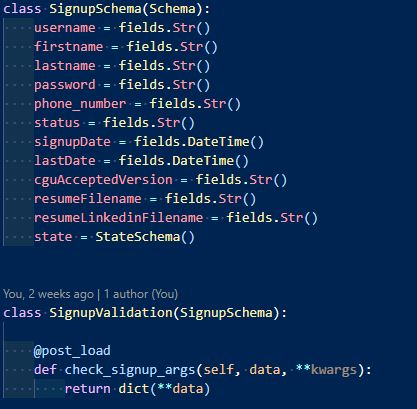 class SignupSchema(Schema):
    username = fields.Str()
    firstname = fields.Str()
    lastname = fields.Str()
    password = fields.Str()
    phone_number = fields.Str()
    status = fields.Str()
    signupDate = fields.DateTime()
    lastDate = fields.DateTime()
    cguAcceptedVersion = fields.Str()
    resumeFilename = fields.Str()
    resumeLinkedinFilename = fields.Str()
    state = StateSchema()
You, 2 weeks ago | 1 author (You)
class SignupValidation(SignupSchema):
    @post_load
    def check_signup_args(self, data, **kwargs):
        return dict(**data)